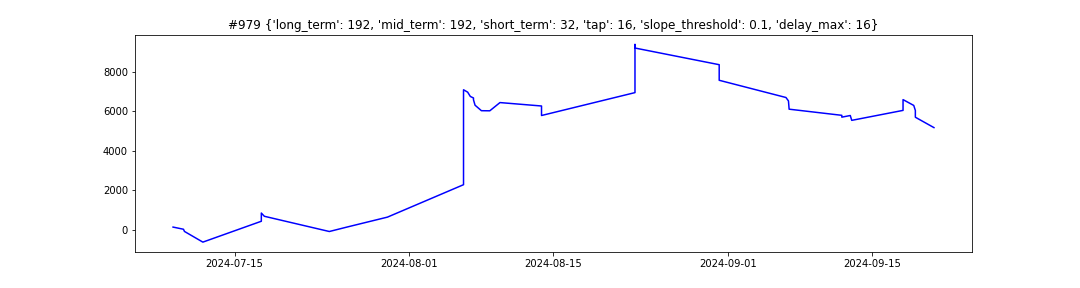 #979 {'long_term': 192, 'mid_term': 192, 'short_term': 32, 'tap': 16, 'slope_threshold': 0.1, 'delay_max': 16}
8000
6000
4000
2000
0
2024-07-15 2024-08-01 2024-08-15 2024-09-01 2024-09-15